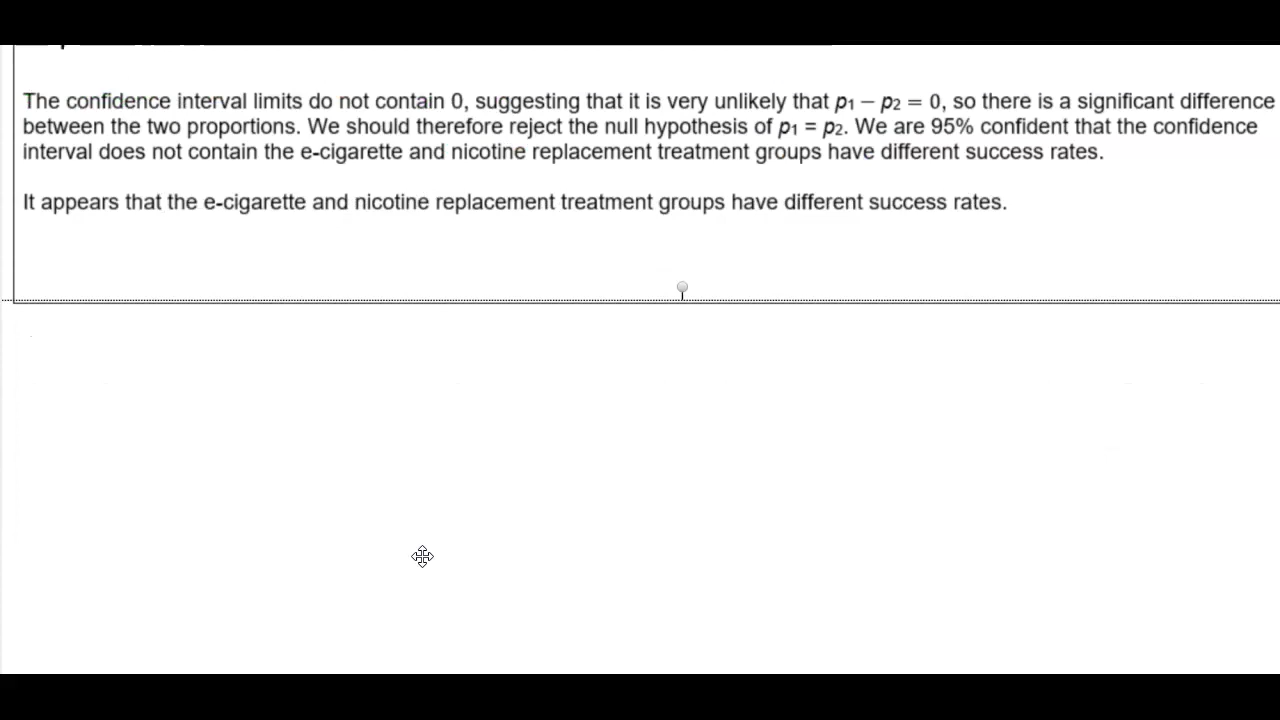 The confidence interval limits do not contain 0, suggesting that it is very unlikely that p₁ − p₂ = 0, so there is a significant difference
between the two proportions. We should therefore reject the null hypothesis of p₁ = p₂. We are 95% confident that the confidence
interval does not contain the e-cigarette and nicotine replacement treatment groups have different success rates.
It appears that the e-cigarette and nicotine replacement treatment groups have different success rates.